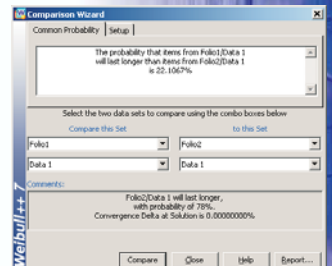 Comparison Wizard
Common Probability
Setup
The probability that items from Folio1/Data 1
will last longer than items from Folio2/Data 1
is 22.1067%
Select the two data sets to compare using the combo boxes below
Compare this Set
to this Set
Folio1
Folio2
Data 1
Data 1
Comments:
Folio2/Data 1 will last longer,
with probability of 78%.
Convergence Delta at Solution is 0.00000000%
Weibull++ 7
Compare
Close
Help
Report...